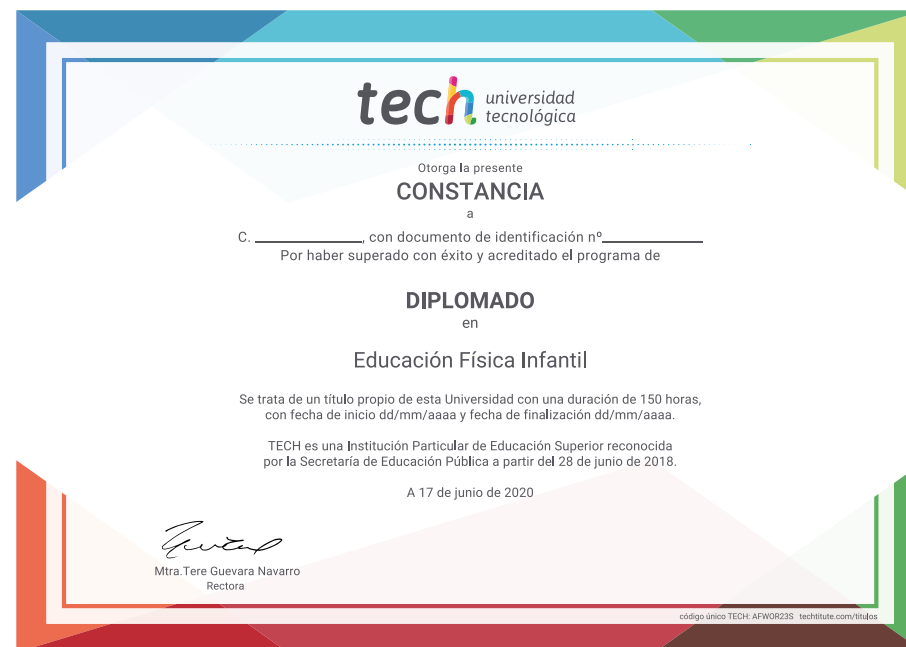 tech universidad
tecnológica
Otorga la presente
CONSTANCIA
a
C. ______________, con documento de identificación nº_____________
Por haber superado con éxito y acreditado el programa de
DIPLOMADO
en
Educación Física Infantil
Se trata de un título propio de esta Universidad con una duración de 150 horas,
con fecha de inicio dd/mm/aaaa y fecha de finalización dd/mm/aaaa.
TECH es una Institución Particular de Educación Superior reconocida
por la Secretaría de Educación Pública a partir del 28 de junio de 2018.
A 17 de junio de 2020
Mtra.Tere Guevara Navarro
Rectora
código único TECH: AFWOR23S techtitute.com/titulos